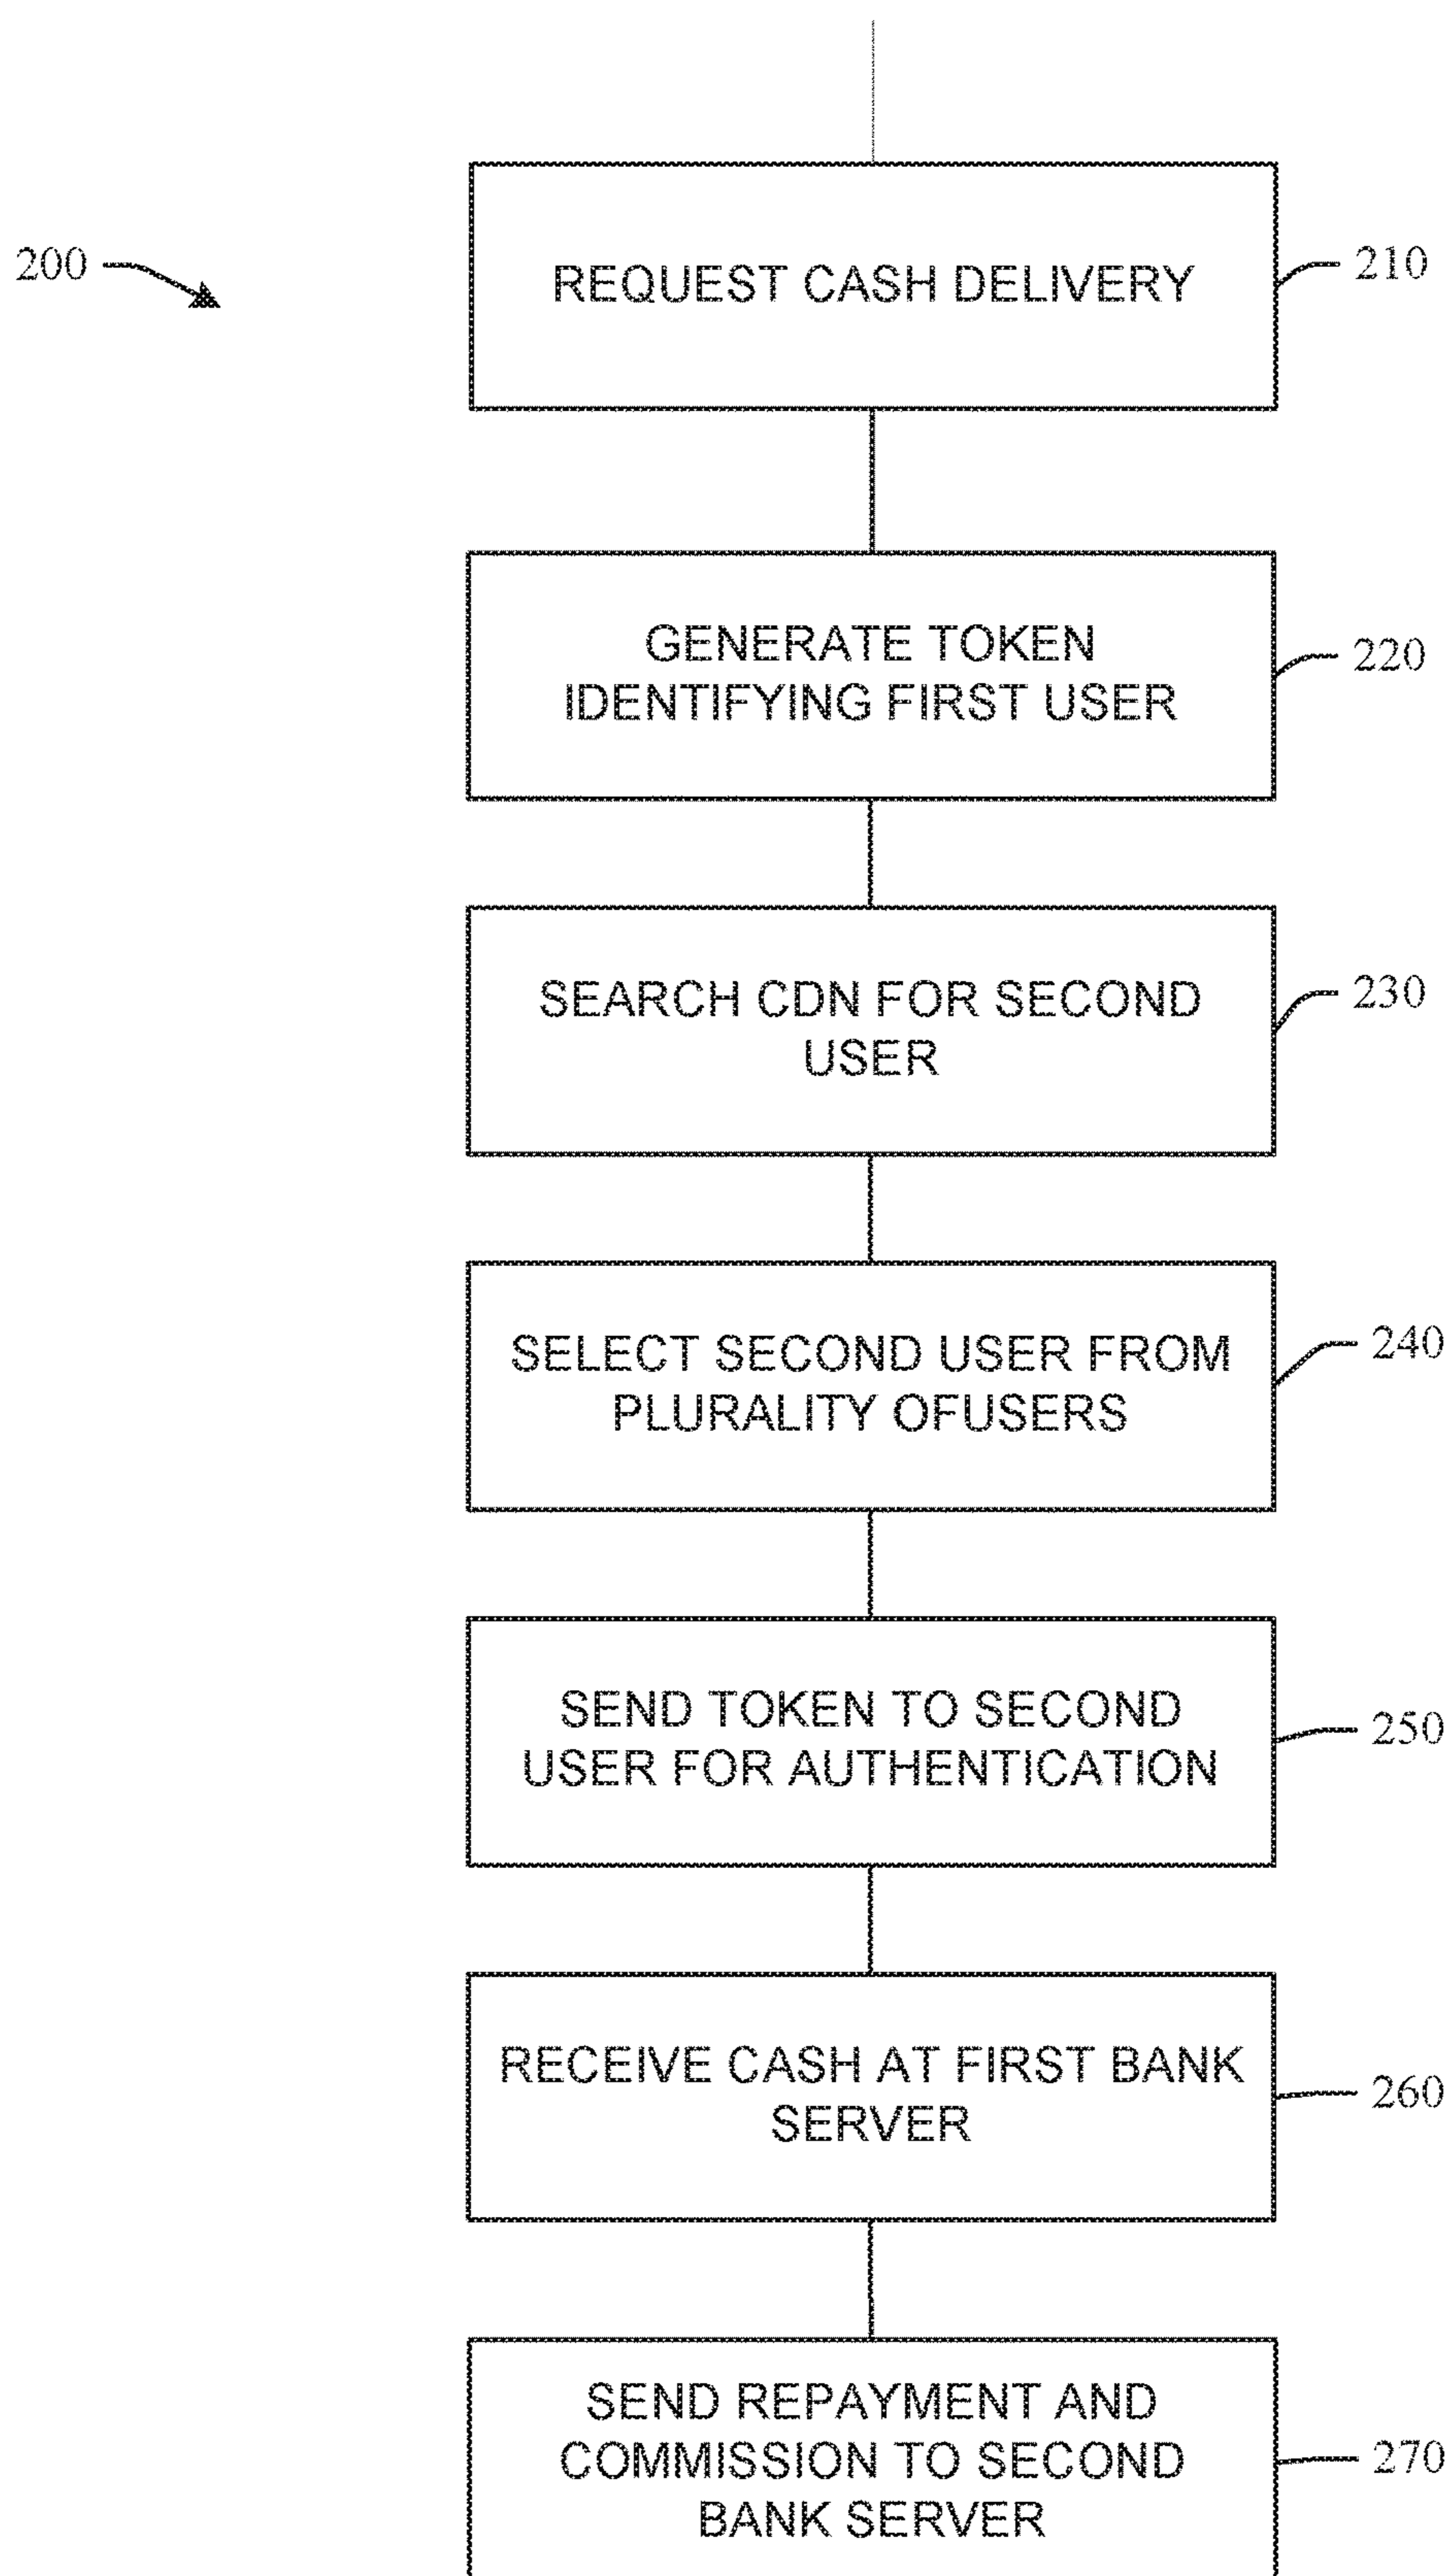 200
REQUEST CASH DELIVERY
210
GENERATE TOKEN
IDENTIFYING FIRST USER
220
SEARCH CDN FOR SECOND
USER
230
SELECT SECOND USER FROM
PLURALITY OFUSERS
240
SEND TOKEN TO SECOND
USER FOR AUTHENTICATION
250
RECEIVE CASH AT FIRST BANK
SERVER
260
SEND REPAYMENT AND
COMMISSION TO SECOND
BANK SERVER
270